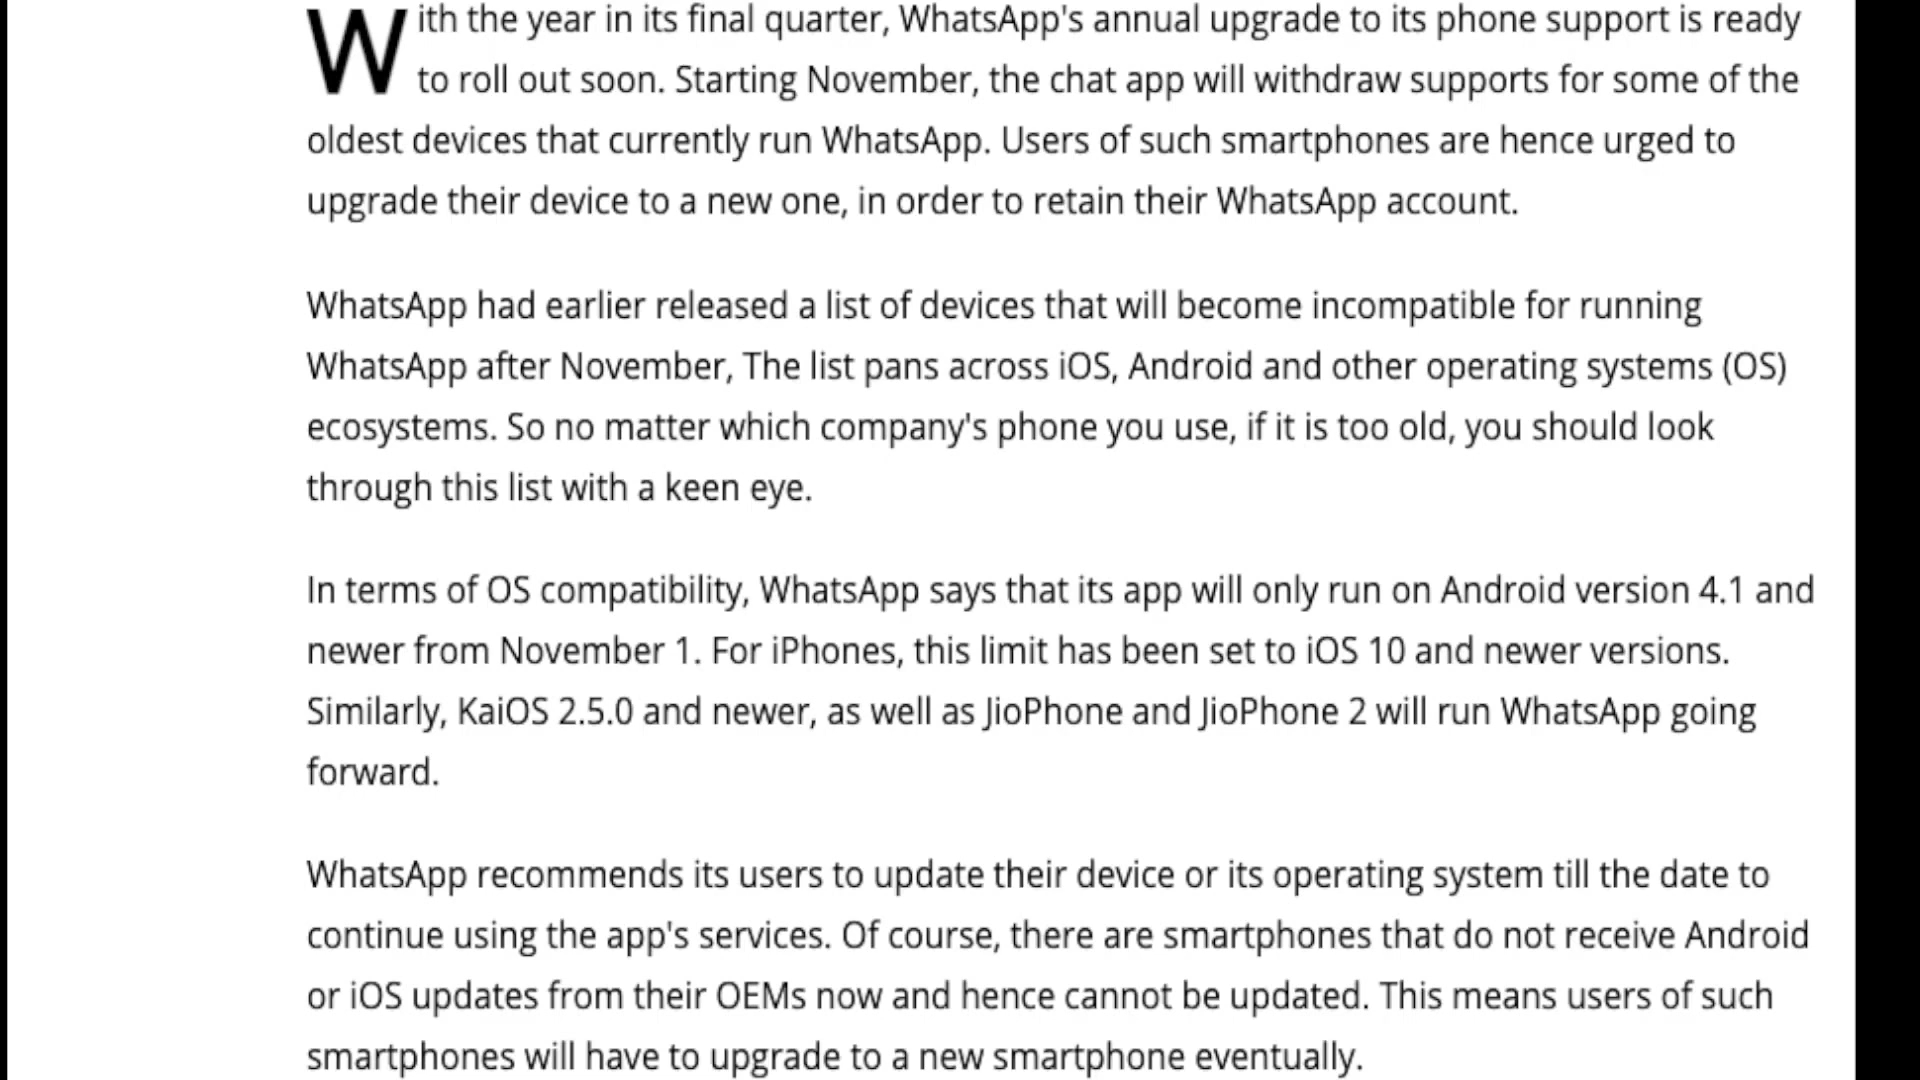 With the year in its final quarter, WhatsApp's annual upgrade to its phone support is ready
to roll out soon. Starting November, the chat app will withdraw supports for some of the
oldest devices that currently run WhatsApp. Users of such smartphones are hence urged to
upgrade their device to a new one, in order to retain their WhatsApp account.
WhatsApp had earlier released a list of devices that will become incompatible for running
WhatsApp after November, The list pans across iOS, Android and other operating systems (OS)
ecosystems. So no matter which company's phone you use, if it is too old, you should look
through this list with a keen eye.
In terms of OS compatibility, WhatsApp says that its app will only run on Android version 4.1 and
newer from November 1. For iPhones, this limit has been set to iOS 10 and newer versions.
Similarly, KaiOS 2.5.0 and newer, as well as JioPhone and JioPhone 2 will run WhatsApp going
forward.
WhatsApp recommends its users to update their device or its operating system till the date to
continue using the app's services. Of course, there are smartphones that do not receive Android
or iOS updates from their OEMs now and hence cannot be updated. This means users of such
smartphones will have to upgrade to a new smartphone eventually.